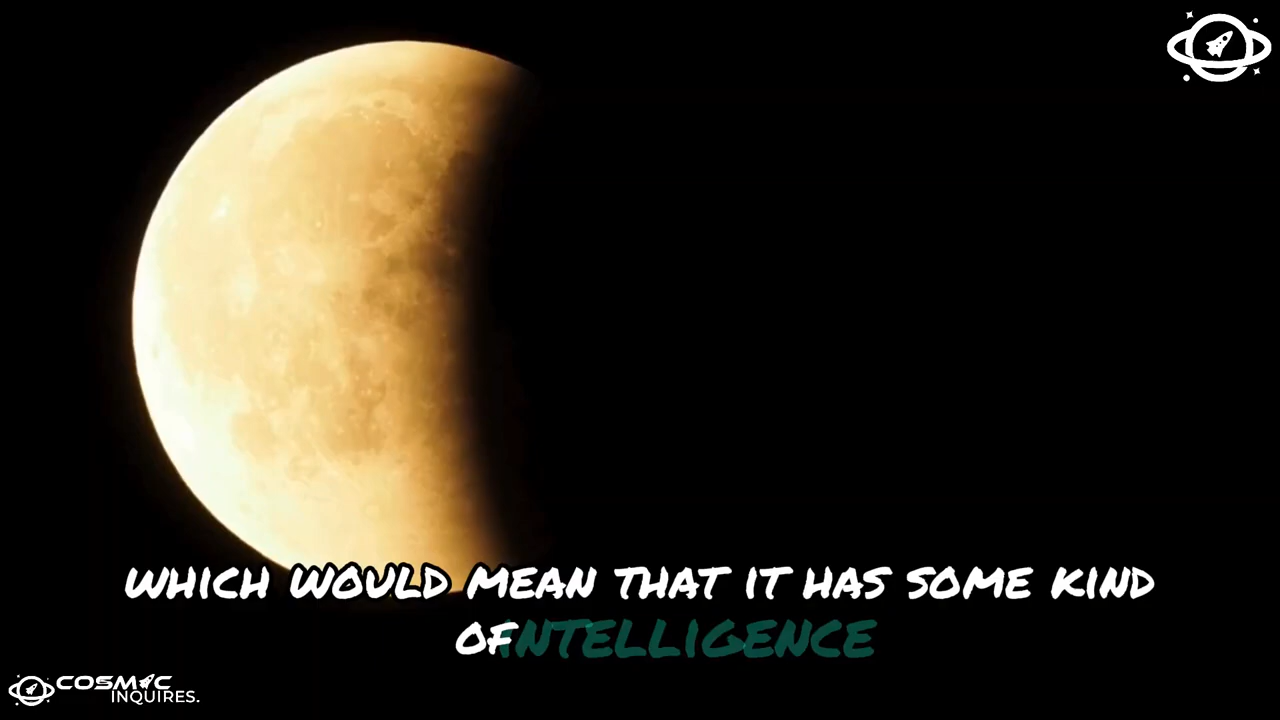 WHICH WOULD MEAN THAT IT HAS SOME KIND
OF INTELLIGENCE
COSMIC
INQUIRES.